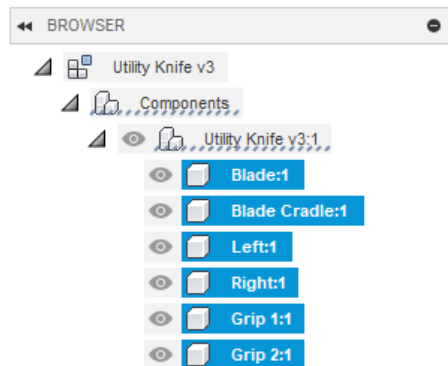 BROWSER
Utility Knife v3
Components
Utility Knife v3:1
Blade:1
Blade Cradle:1
Left:1
Right:1
Grip 1:1
Grip 2:1